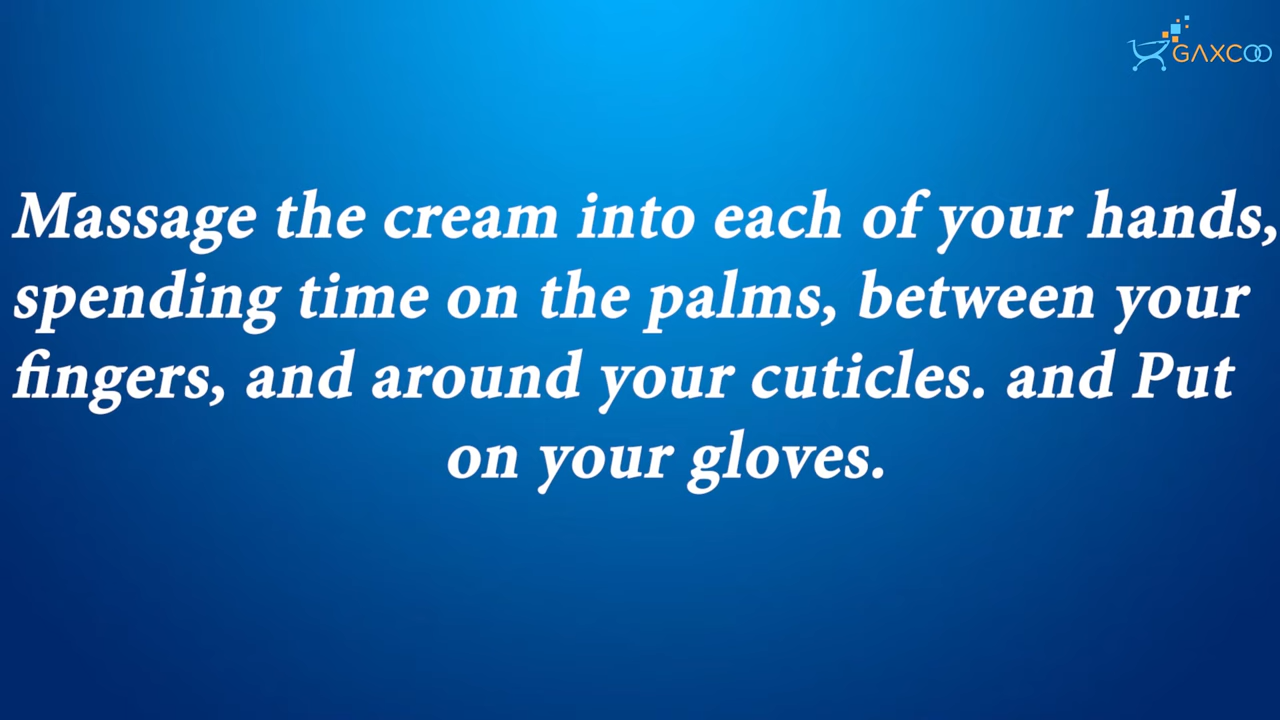 GAXCOO
Massage the cream into each of your hands,
spending time on the palms, between your
fingers, and around your cuticles. and Put
on your gloves.